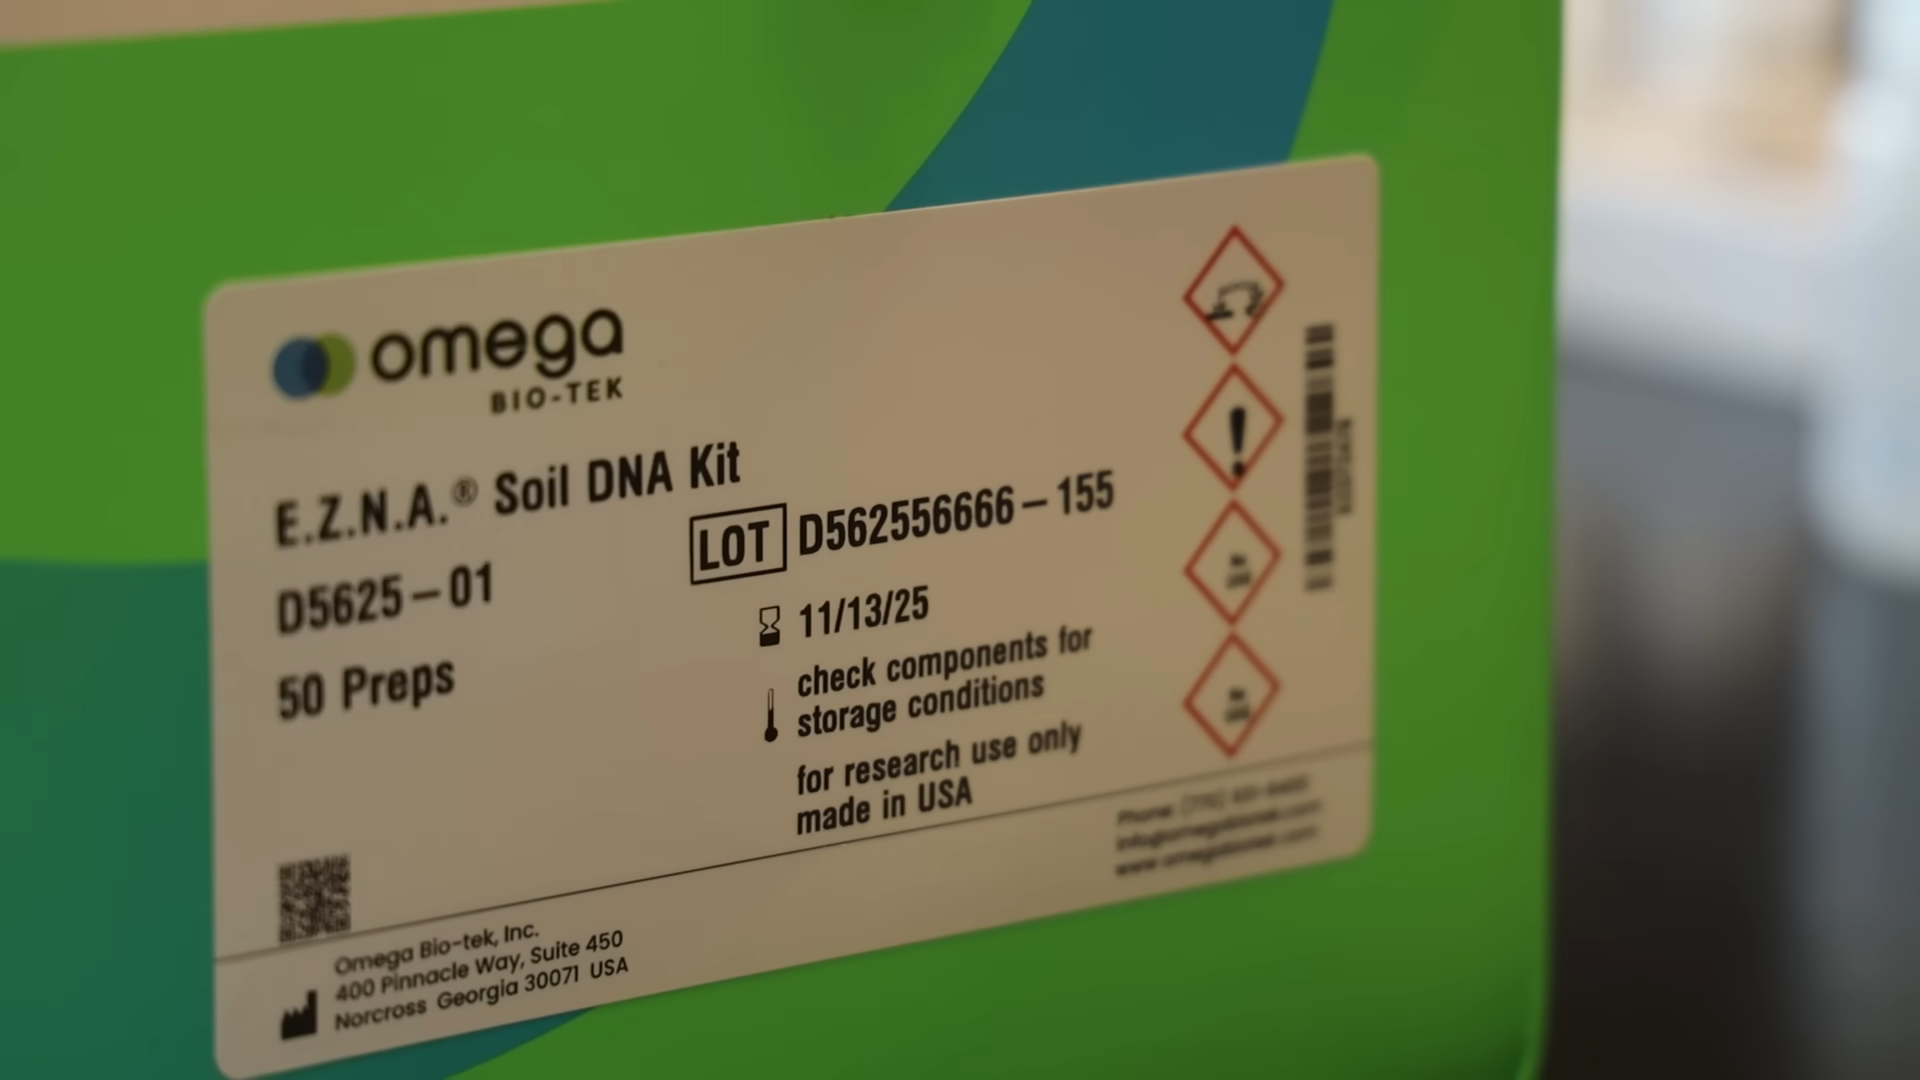 omega
BIO-TEK
E.Z.N.A.® Soil DNA Kit
D5625-01
50 Preps
LOT D562556666-155
11/13/25
check components for
storage conditions
for research use only
made in USA
Omega Bio-tek, Inc.
400 Pinnacle Way, Suite 450
Norcross Georgia 30071 USA
Phone: